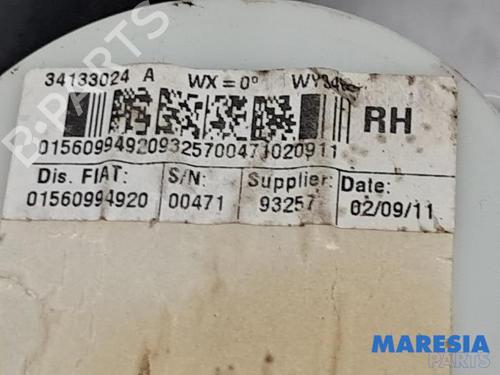 34133024 A WX=0°
RH
01560994920932570047102091 1
Dis. FIAT: S/N: Supplier: Date:
01560994920 00471 93257 02/09/11
B-PARTS
MARESIA
PARTS